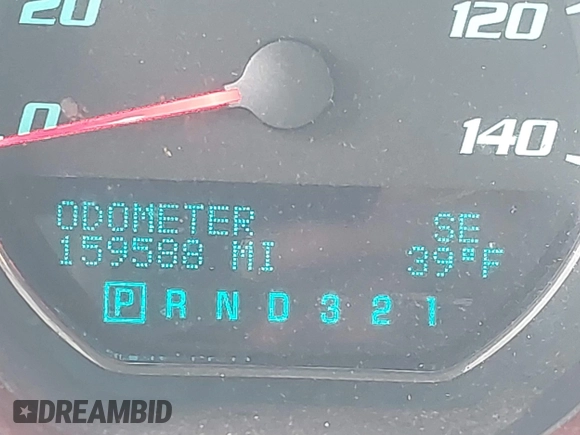 20
120
0
140
ODOMETER SE
159588 MI 39°F
P R N D 3 2 1
DREAMBID